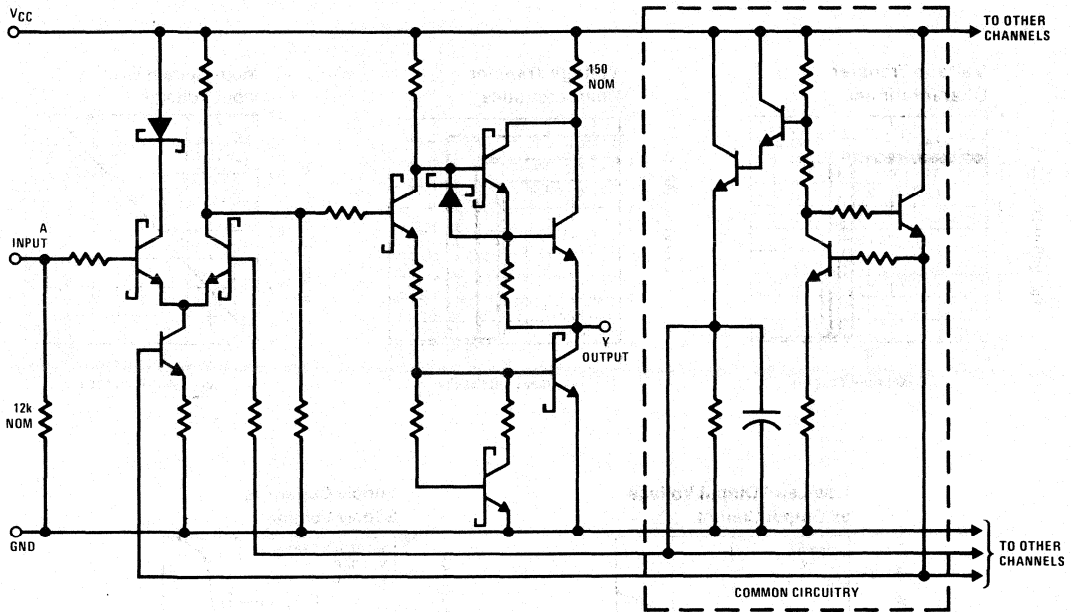 VCC
TO OTHER
CHANNELS
150
NOM
A
INPUT
Y
OUTPUT
12k
NOM
GND
TO OTHER
CHANNELS
COMMON CIRCUITRY